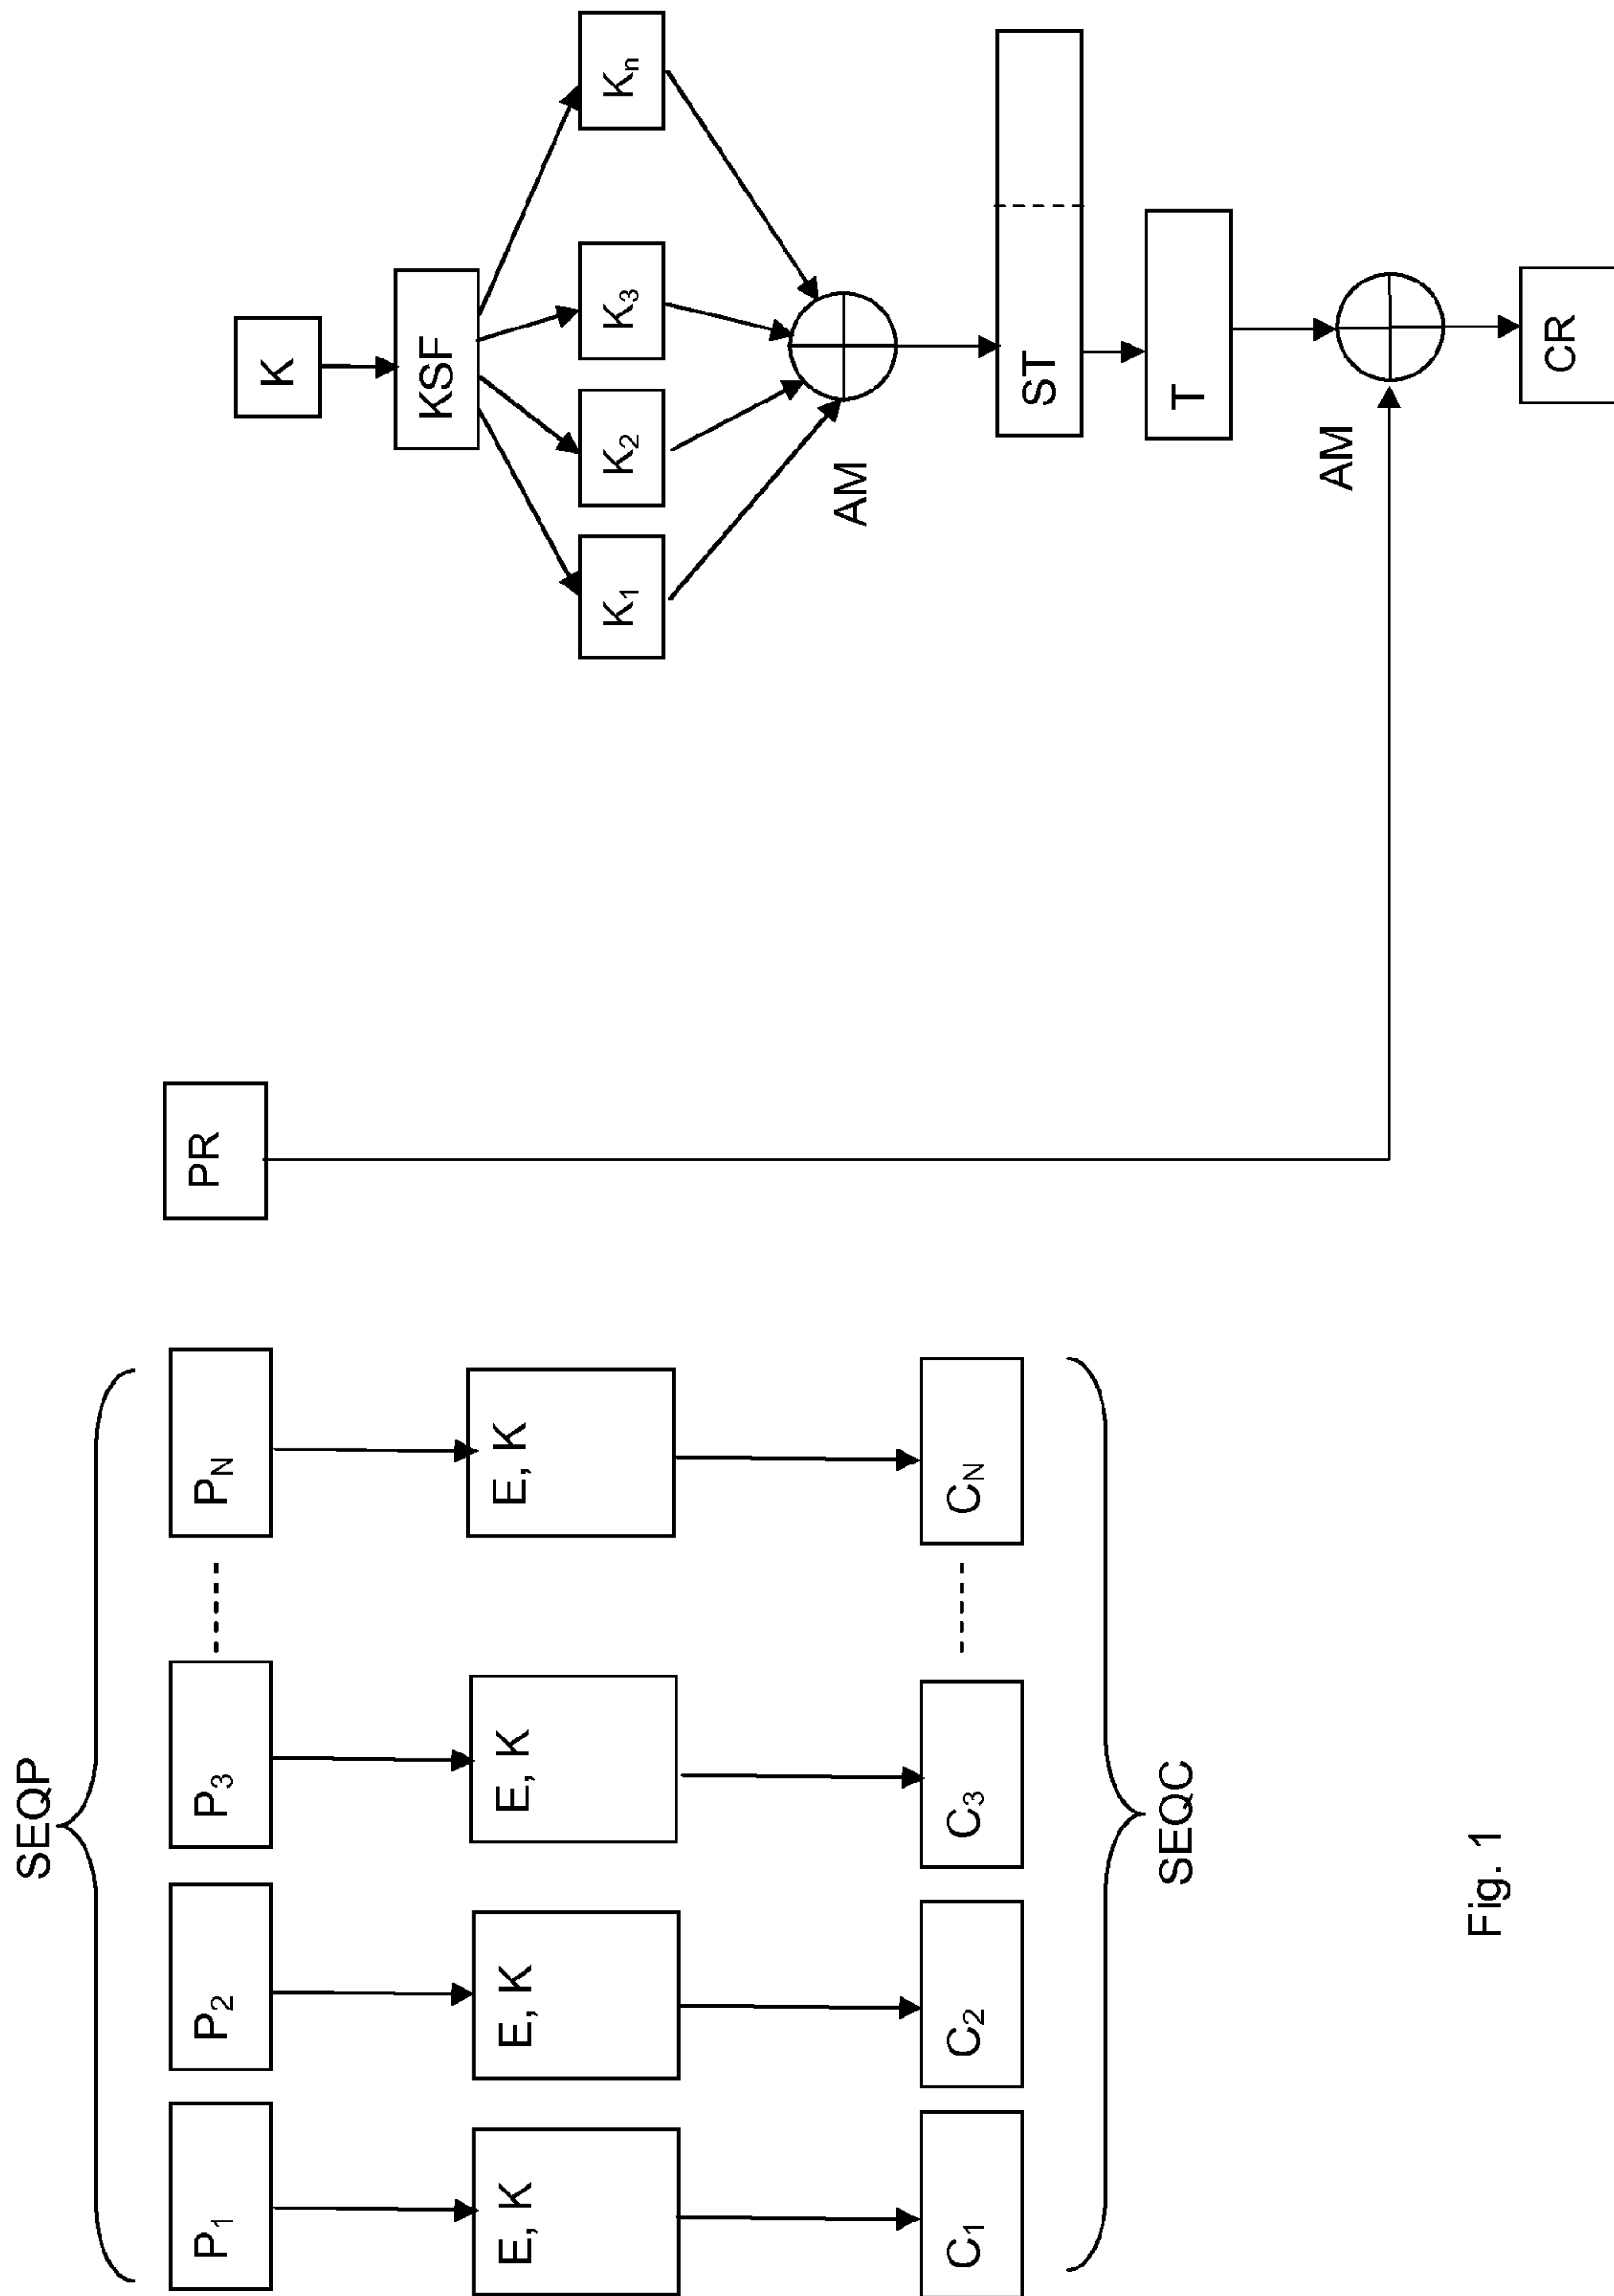 SEQP
P1 P2 P3 ----- PN PR
K
KSF
E, K E, K E, K E, K
K1 K2 K3 Kn
AM
C1 C2 C3 ----- CN
ST
SEQC
T
AM
Fig. 1
CR